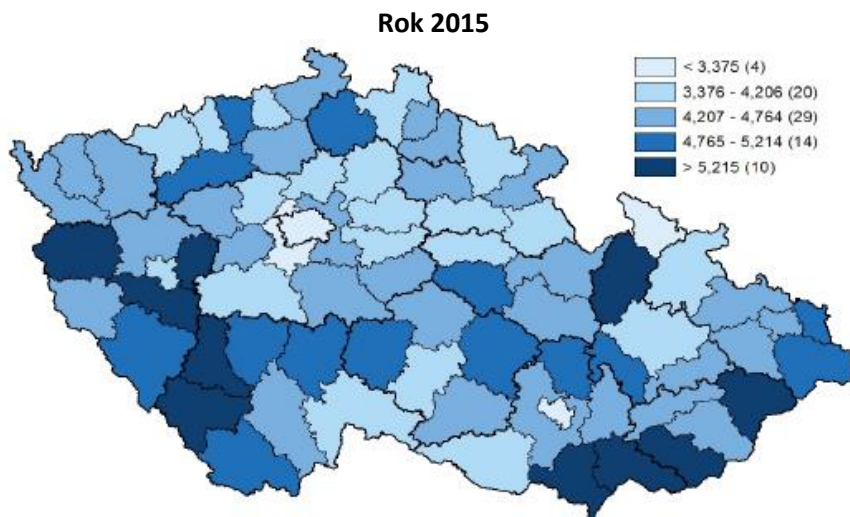 Rok 2015
< 3,375 (4)
3,376 - 4,206 (20)
4,207 - 4,764 (29)
4,765 - 5,214 (14)
> 5,215 (10)